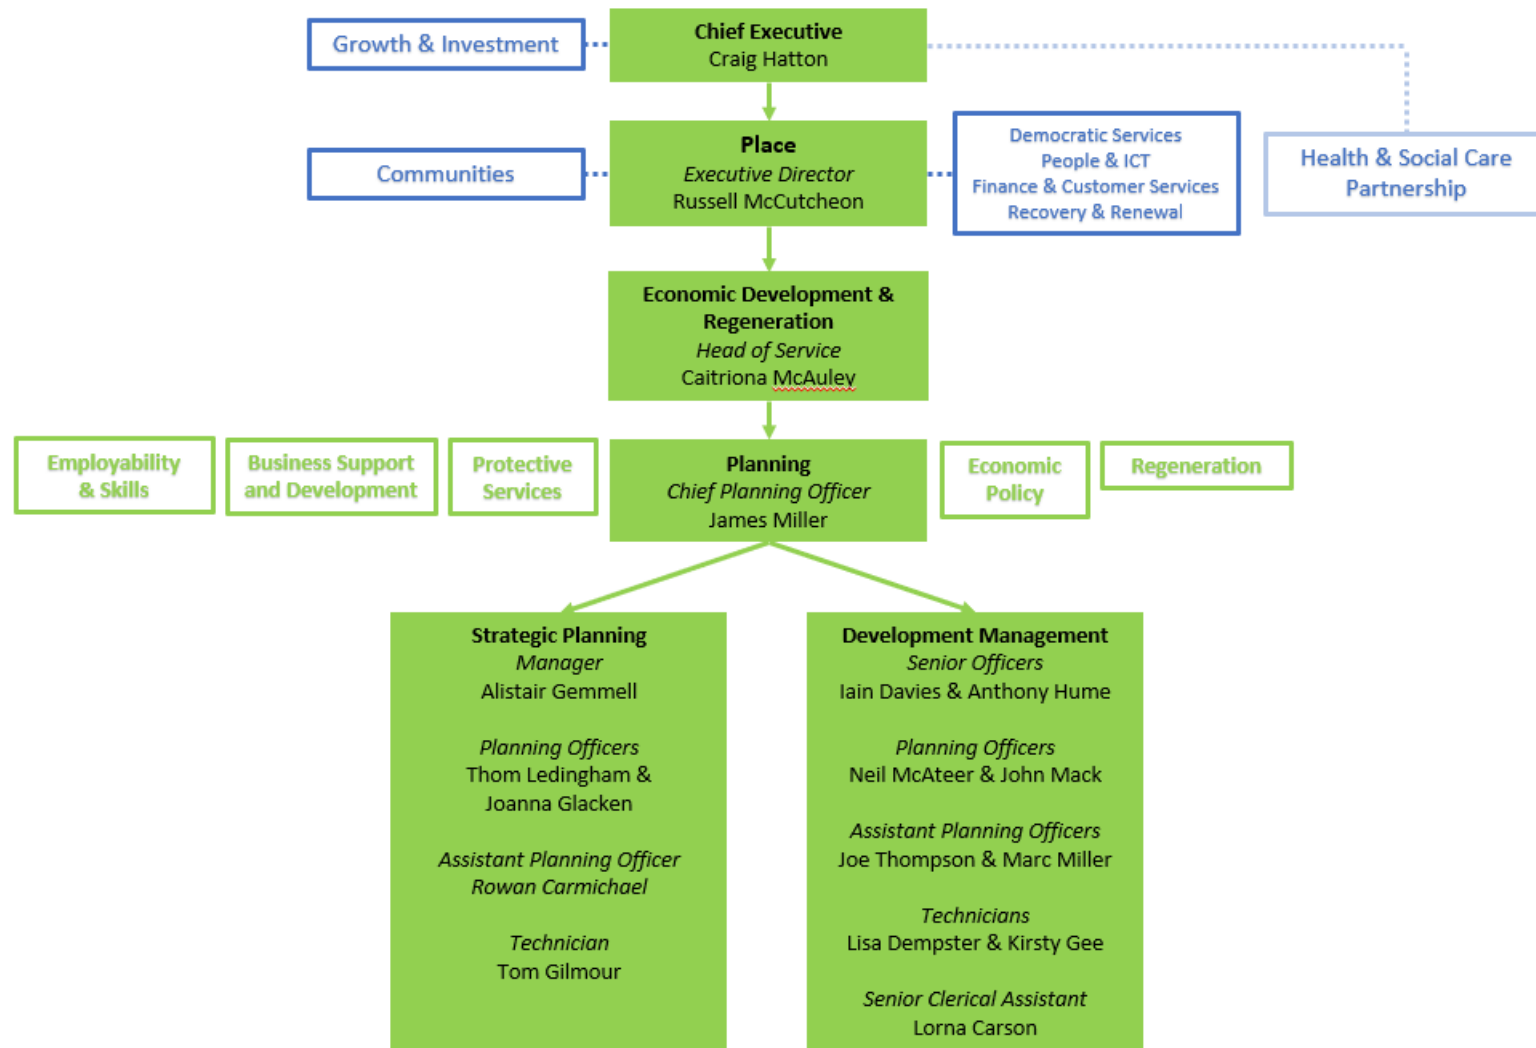 Growth & Investment
Chief Executive
Craig Hatton
Communities
Place
Executive Director
Russell McCutcheon
Democratic Services
People & ICT
Finance & Customer Services
Recovery & Renewal
Health & Social Care
Partnership
Economic Development &
Regeneration
Head of Service
Caitriona McAuley
Employability
& Skills
Business Support
and Development
Protective
Services
Planning
Chief Planning Officer
James Miller
Economic
Policy
Regeneration
Strategic Planning
Manager
Alistair Gemmell
Planning Officers
Thom Ledingham &
Joanna Glacken
Assistant Planning Officer
Rowan Carmichael
Technician
Tom Gilmour
Development Management
Senior Officers
Iain Davies & Anthony Hume
Planning Officers
Neil McAteer & John Mack
Assistant Planning Officers
Joe Thompson & Marc Miller
Technicians
Lisa Dempster & Kirsty Gee
Senior Clerical Assistant
Lorna Carson